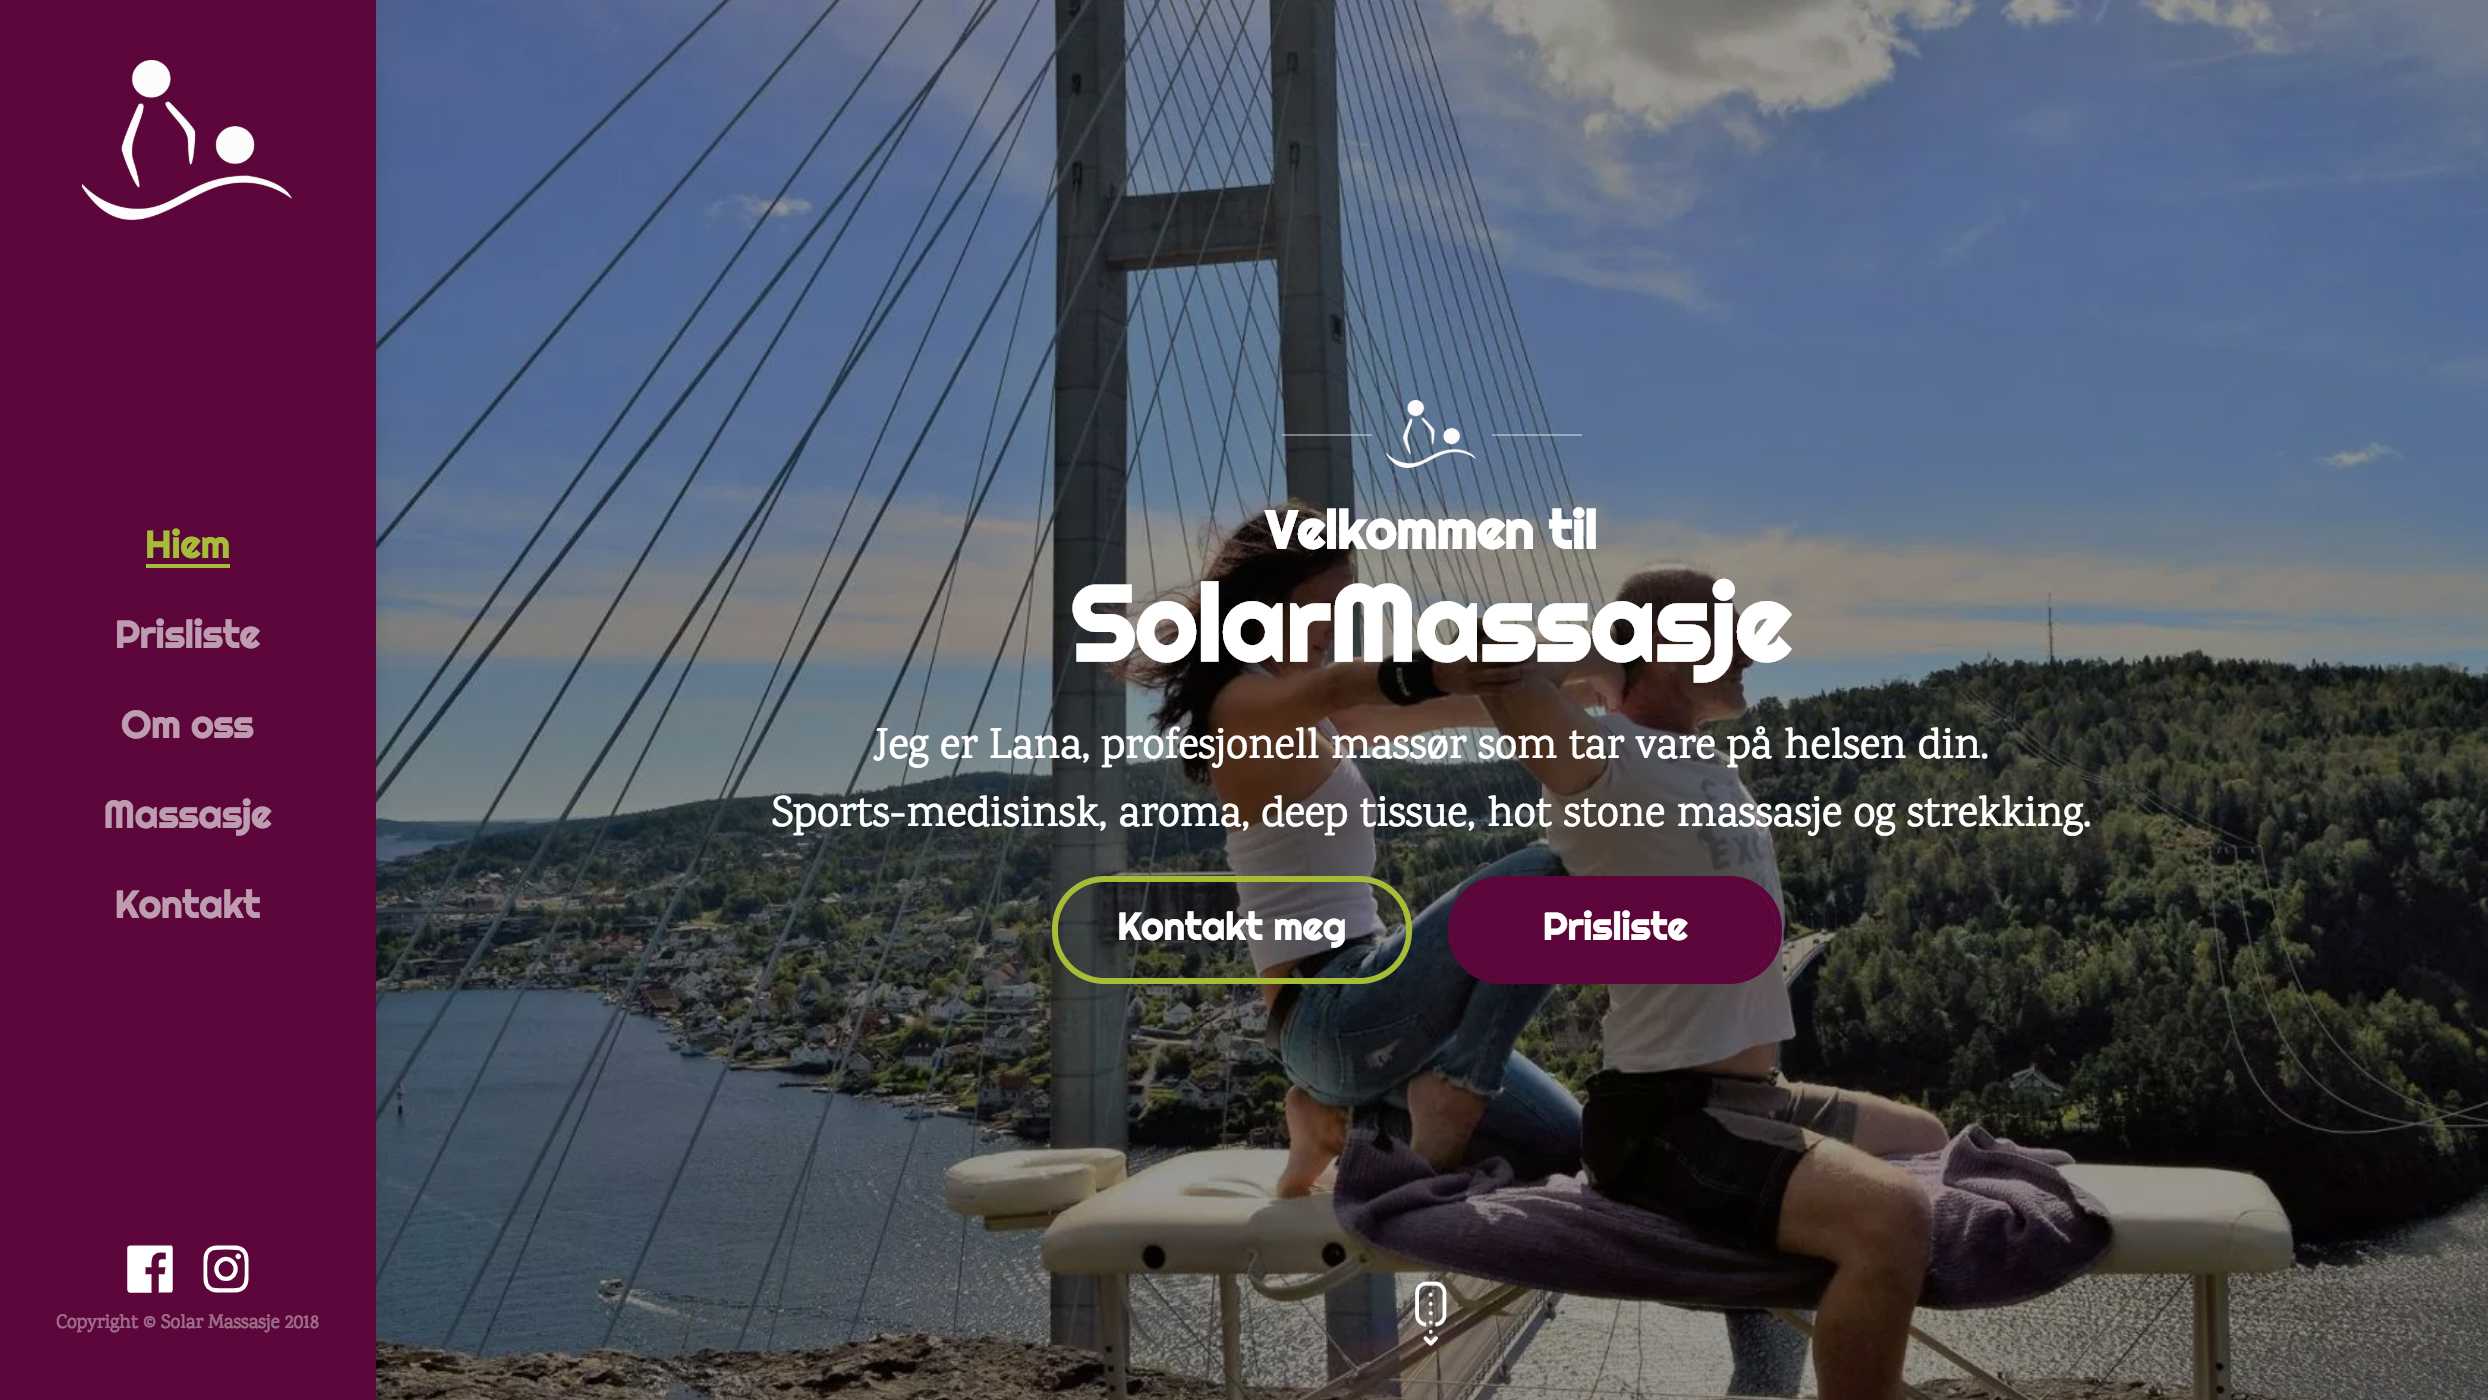 Hiem
Prisliste
Om oss
Massasje
Kontakt
Copyright © Solar Massasje 2018
Velkommen til
SolarMassasje
Jeg er Lana, profesjonell massør som tar vare på helsen din.
Sports-medisinsk, aroma, deep tissue, hot stone massasje og strekking.
Kontakt meg
Prisliste